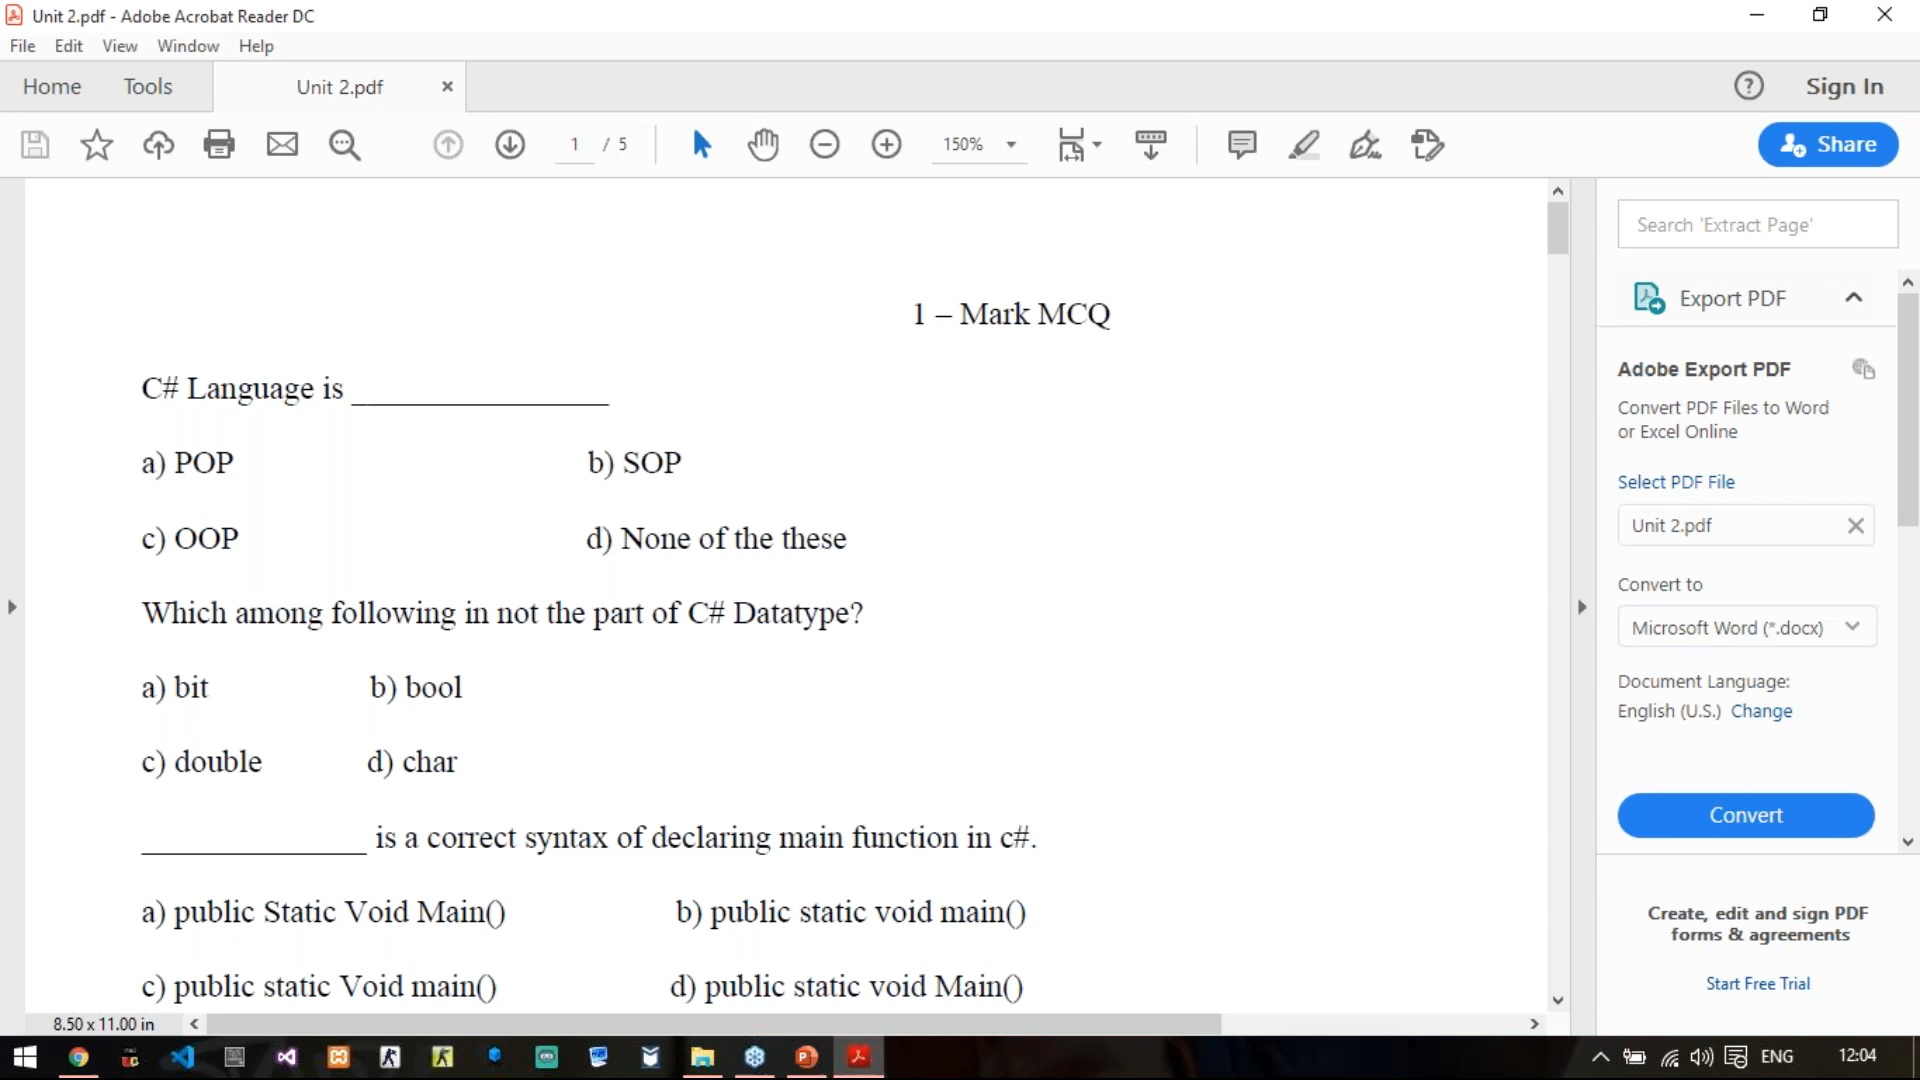 Unit 2.pdf - Adobe Acrobat Reader DC
File Edit View Window Help
Home Tools Unit 2.pdf Sign In
1 / 5 150% Share
Search 'Extract Page'
Export PDF
Adobe Export PDF
Convert PDF Files to Word
or Excel Online
Select PDF File
Unit 2.pdf
Convert to
Microsoft Word (*.docx)
Document Language:
English (U.S.) Change
Convert
Create, edit and sign PDF
forms & agreements
Start Free Trial
1 – Mark MCQ
C# Language is ________________
a) POP b) SOP
c) OOP d) None of the these
Which among following in not the part of C# Datatype?
a) bit b) bool
c) double d) char
______________ is a correct syntax of declaring main function in c#.
a) public Static Void Main() b) public static void main()
c) public static Void main() d) public static void Main()
8.50 x 11.00 in
ENG 12:04